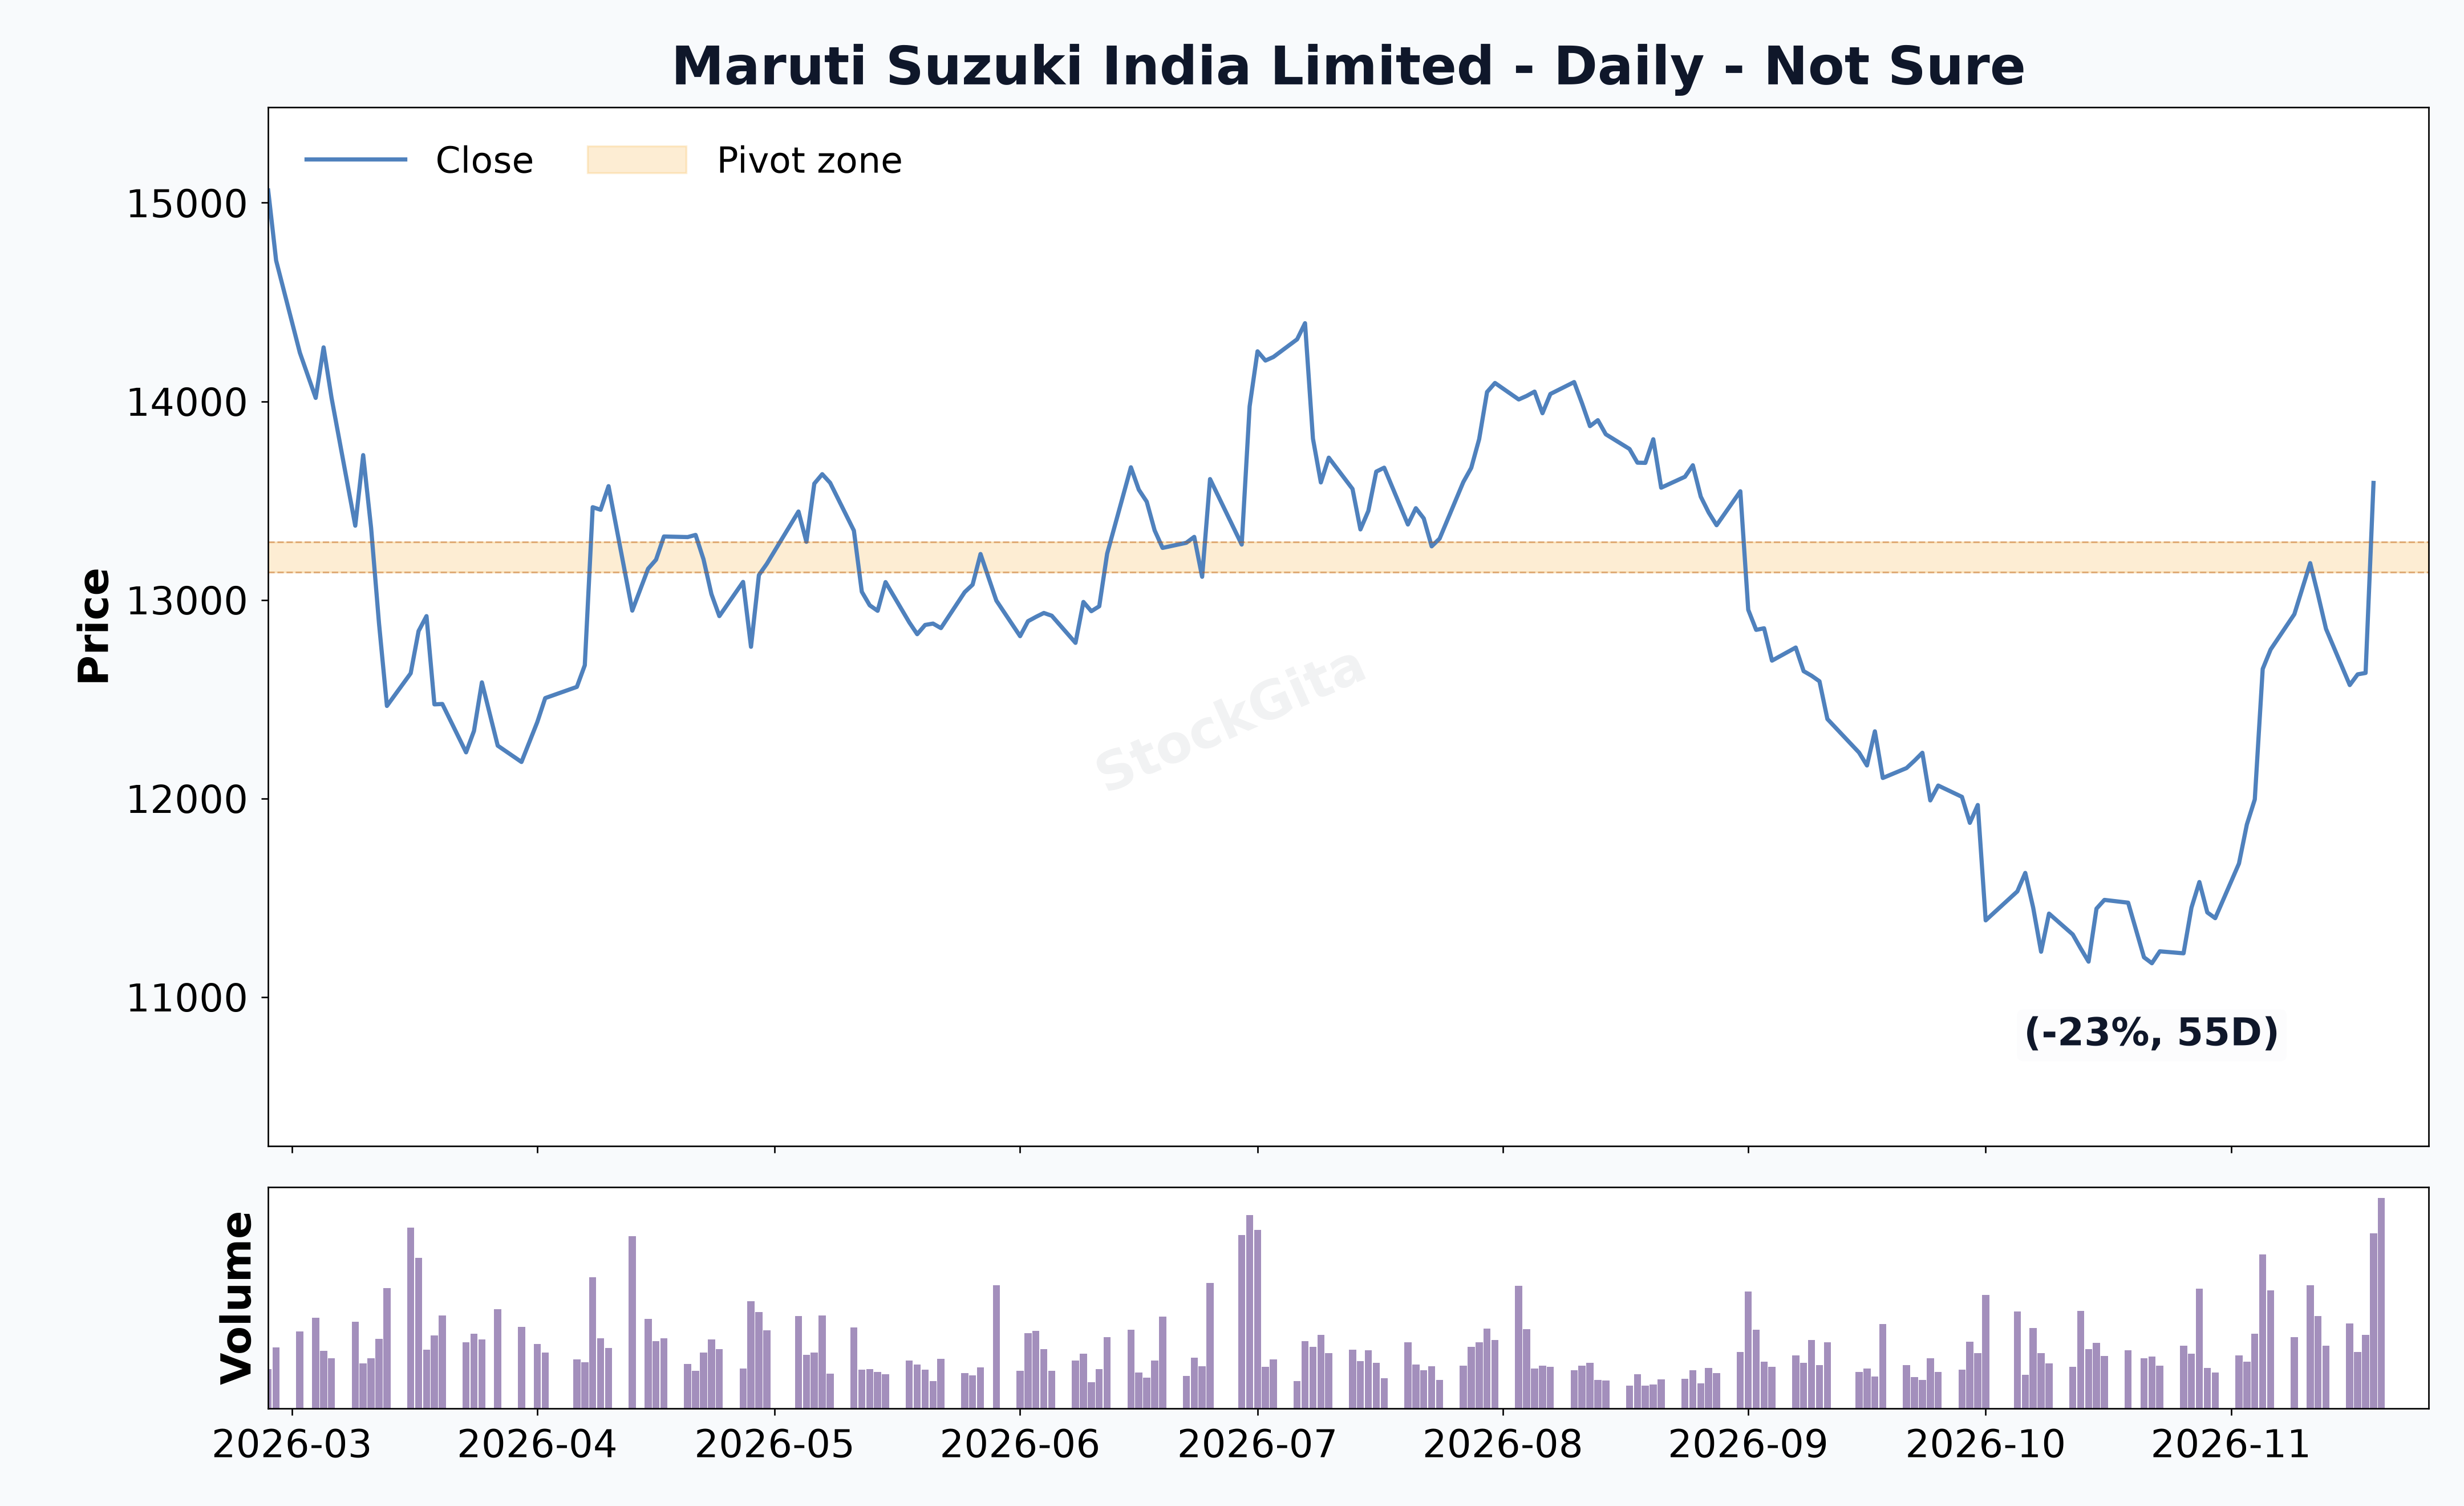 Maruti Suzuki India Limited - Daily - Not Sure
Close
Pivot zone
Price
15000
14000
13000
12000
11000
StockGita
(-23%, 55D)
Volume
2026-03
2026-04
2026-05
2026-06
2026-07
2026-08
2026-09
2026-10
2026-11